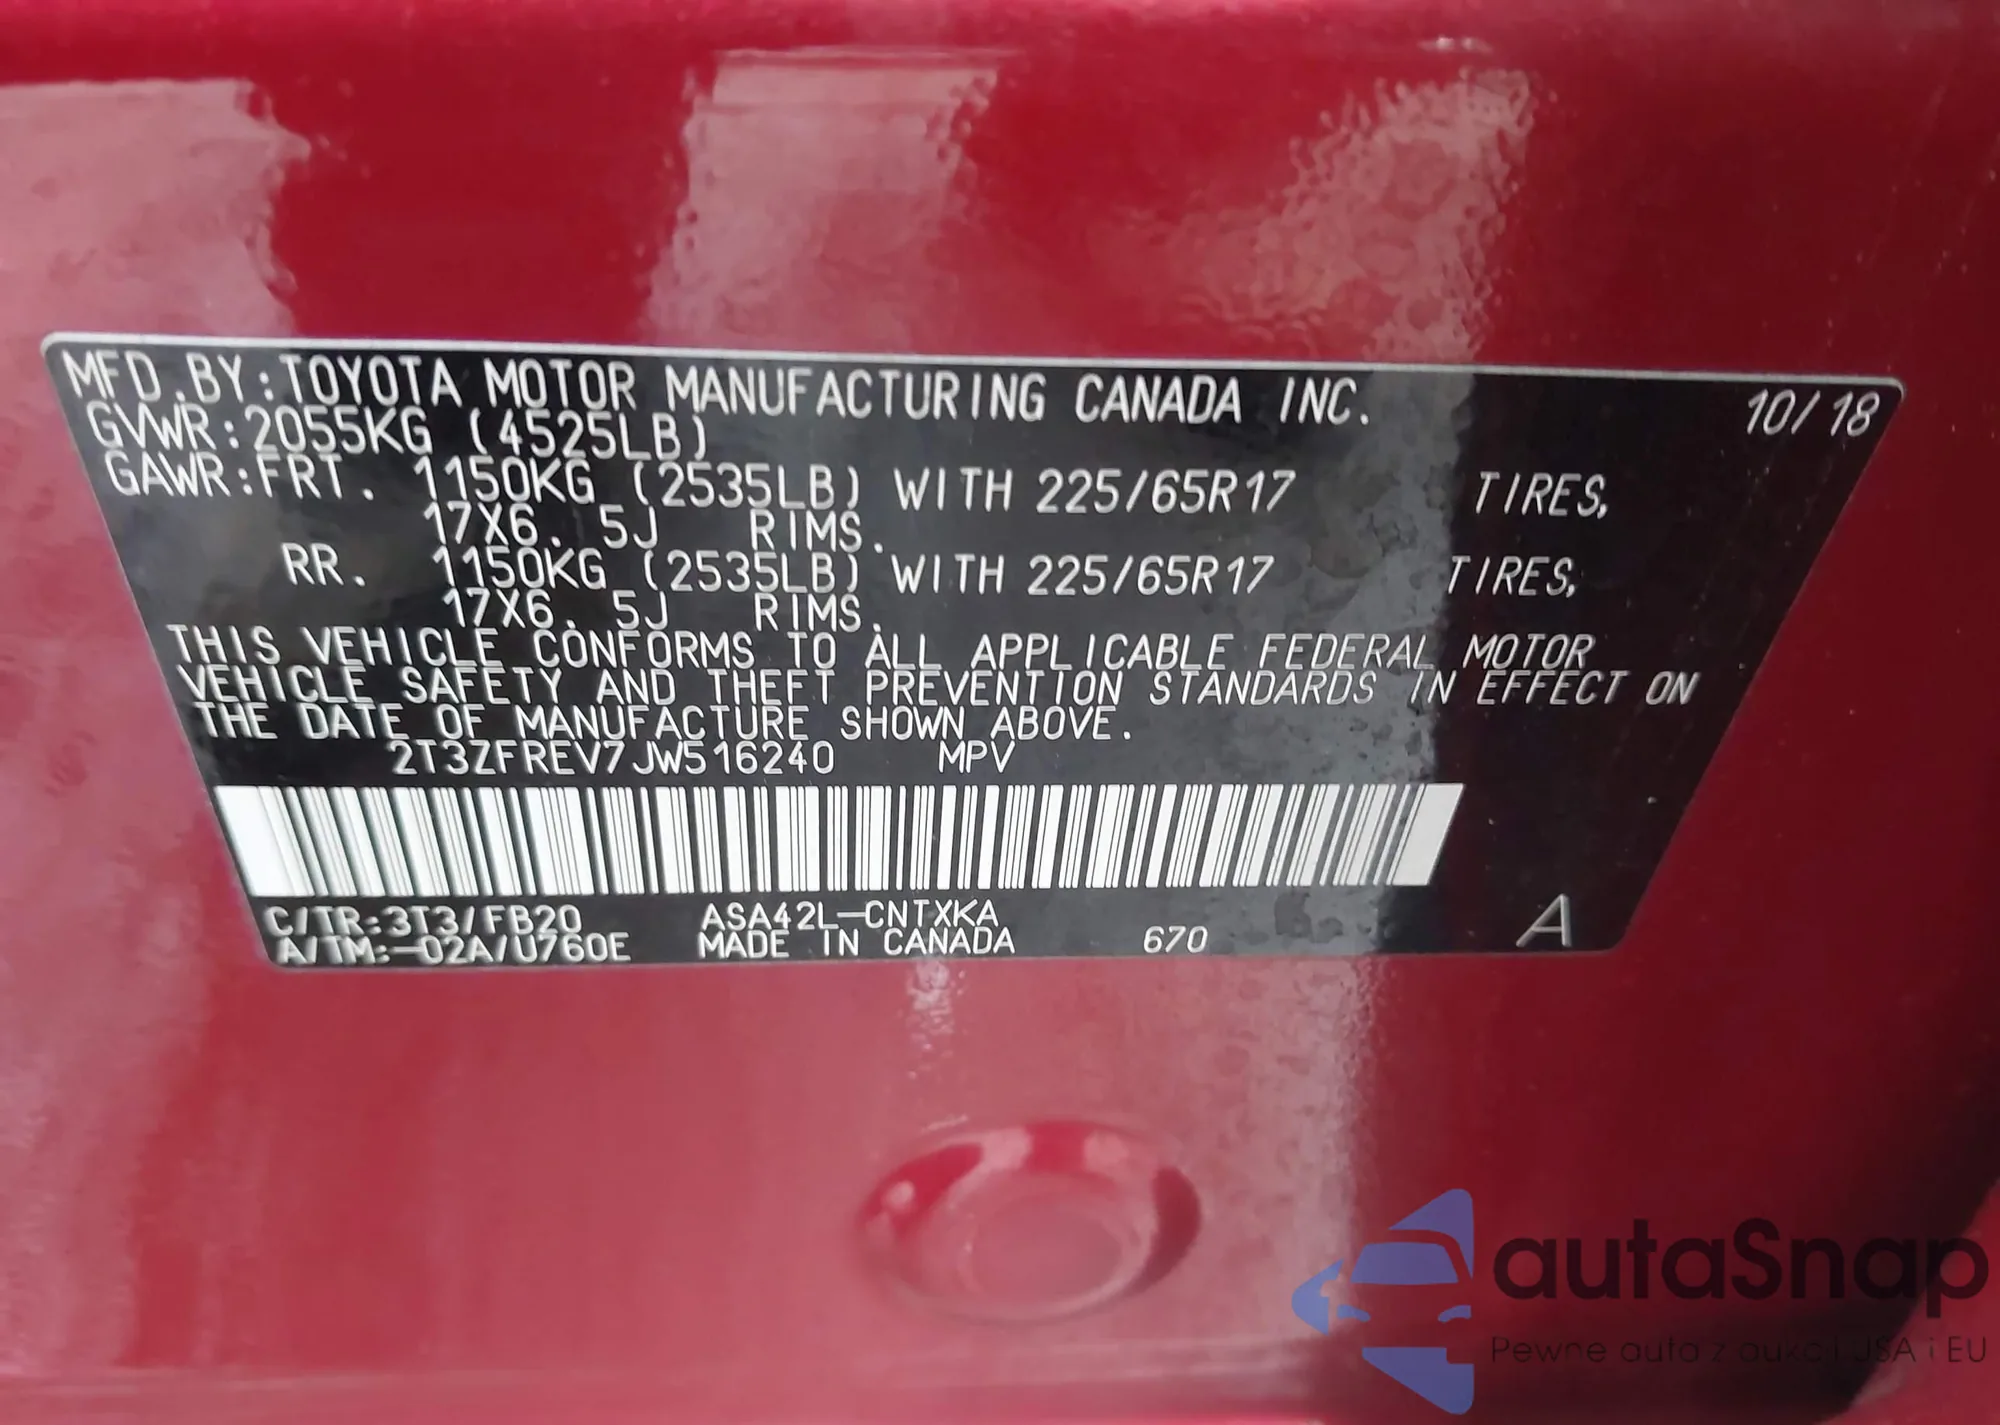 MFD.BY:TOYOTA MOTOR MANUFACTURING CANADA INC. 10/18
GVWR:2055KG (4525LB)
GAWR:FRT. 1150KG (2535LB) WITH 225/65R17 TIRES,
17X6.5J RIMS.
RR. 1150KG (2535LB) WITH 225/65R17 TIRES,
17X6.5J RIMS.
THIS VEHICLE CONFORMS TO ALL APPLICABLE FEDERAL MOTOR
VEHICLE SAFETY AND THEFT PREVENTION STANDARDS IN EFFECT ON
THE DATE OF MANUFACTURE SHOWN ABOVE.
2T3ZFREV7JW516240 MPV
C/TR:3T3/FB20 ASA42L-CNTXKA
A/TM:-02A/U760E MADE IN CANADA 670 A
autaSnap
Pewne auta z aukcji USA i EU